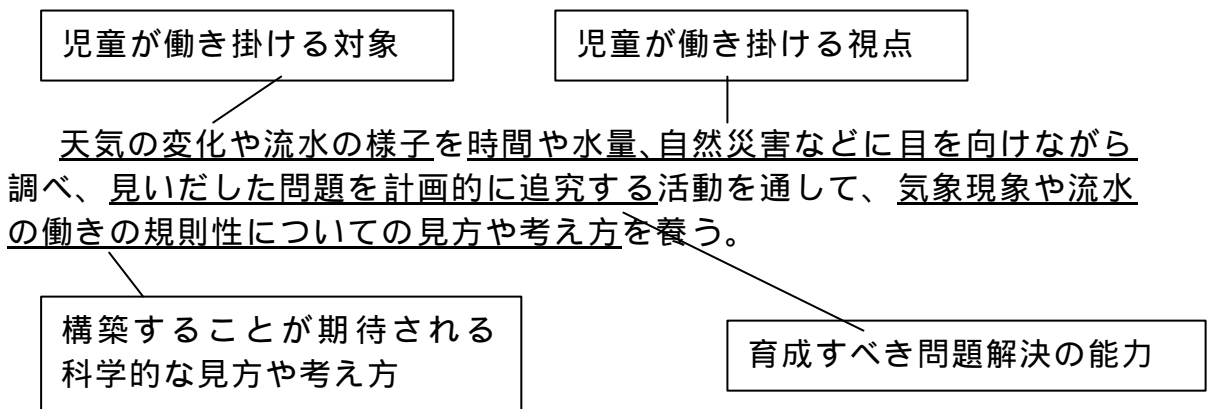 児童が働き掛ける対象
児童が働き掛ける視点
天気の変化や流水の様子を時間や水量、自然災害などに目を向けながら
調べ、見いだした問題を計画的に追究する活動を通して、気象現象や流水
の働きの規則性についての見方や考え方を養う。
構築することが期待される
科学的な見方や考え方
育成すべき問題解決の能力